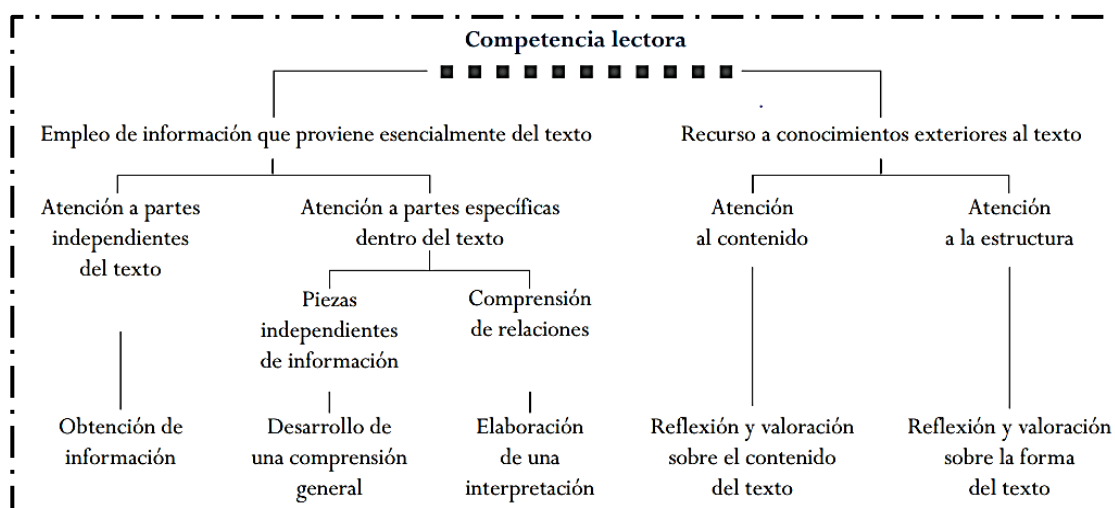 Competencia lectora
Empleo de información que proviene esencialmente del texto
Recurso a conocimientos exteriores al texto
Atención a partes
independientes
del texto
Atención a partes específicas
dentro del texto
Atención
al contenido
Atención
a la estructura
Piezas
independientes
de información
Comprensión
de relaciones
Obtención de
información
Desarrollo de
una comprensión
general
Elaboración
de una
interpretación
Reflexión y valoración
sobre el contenido
del texto
Reflexión y valoración
sobre la forma
del texto